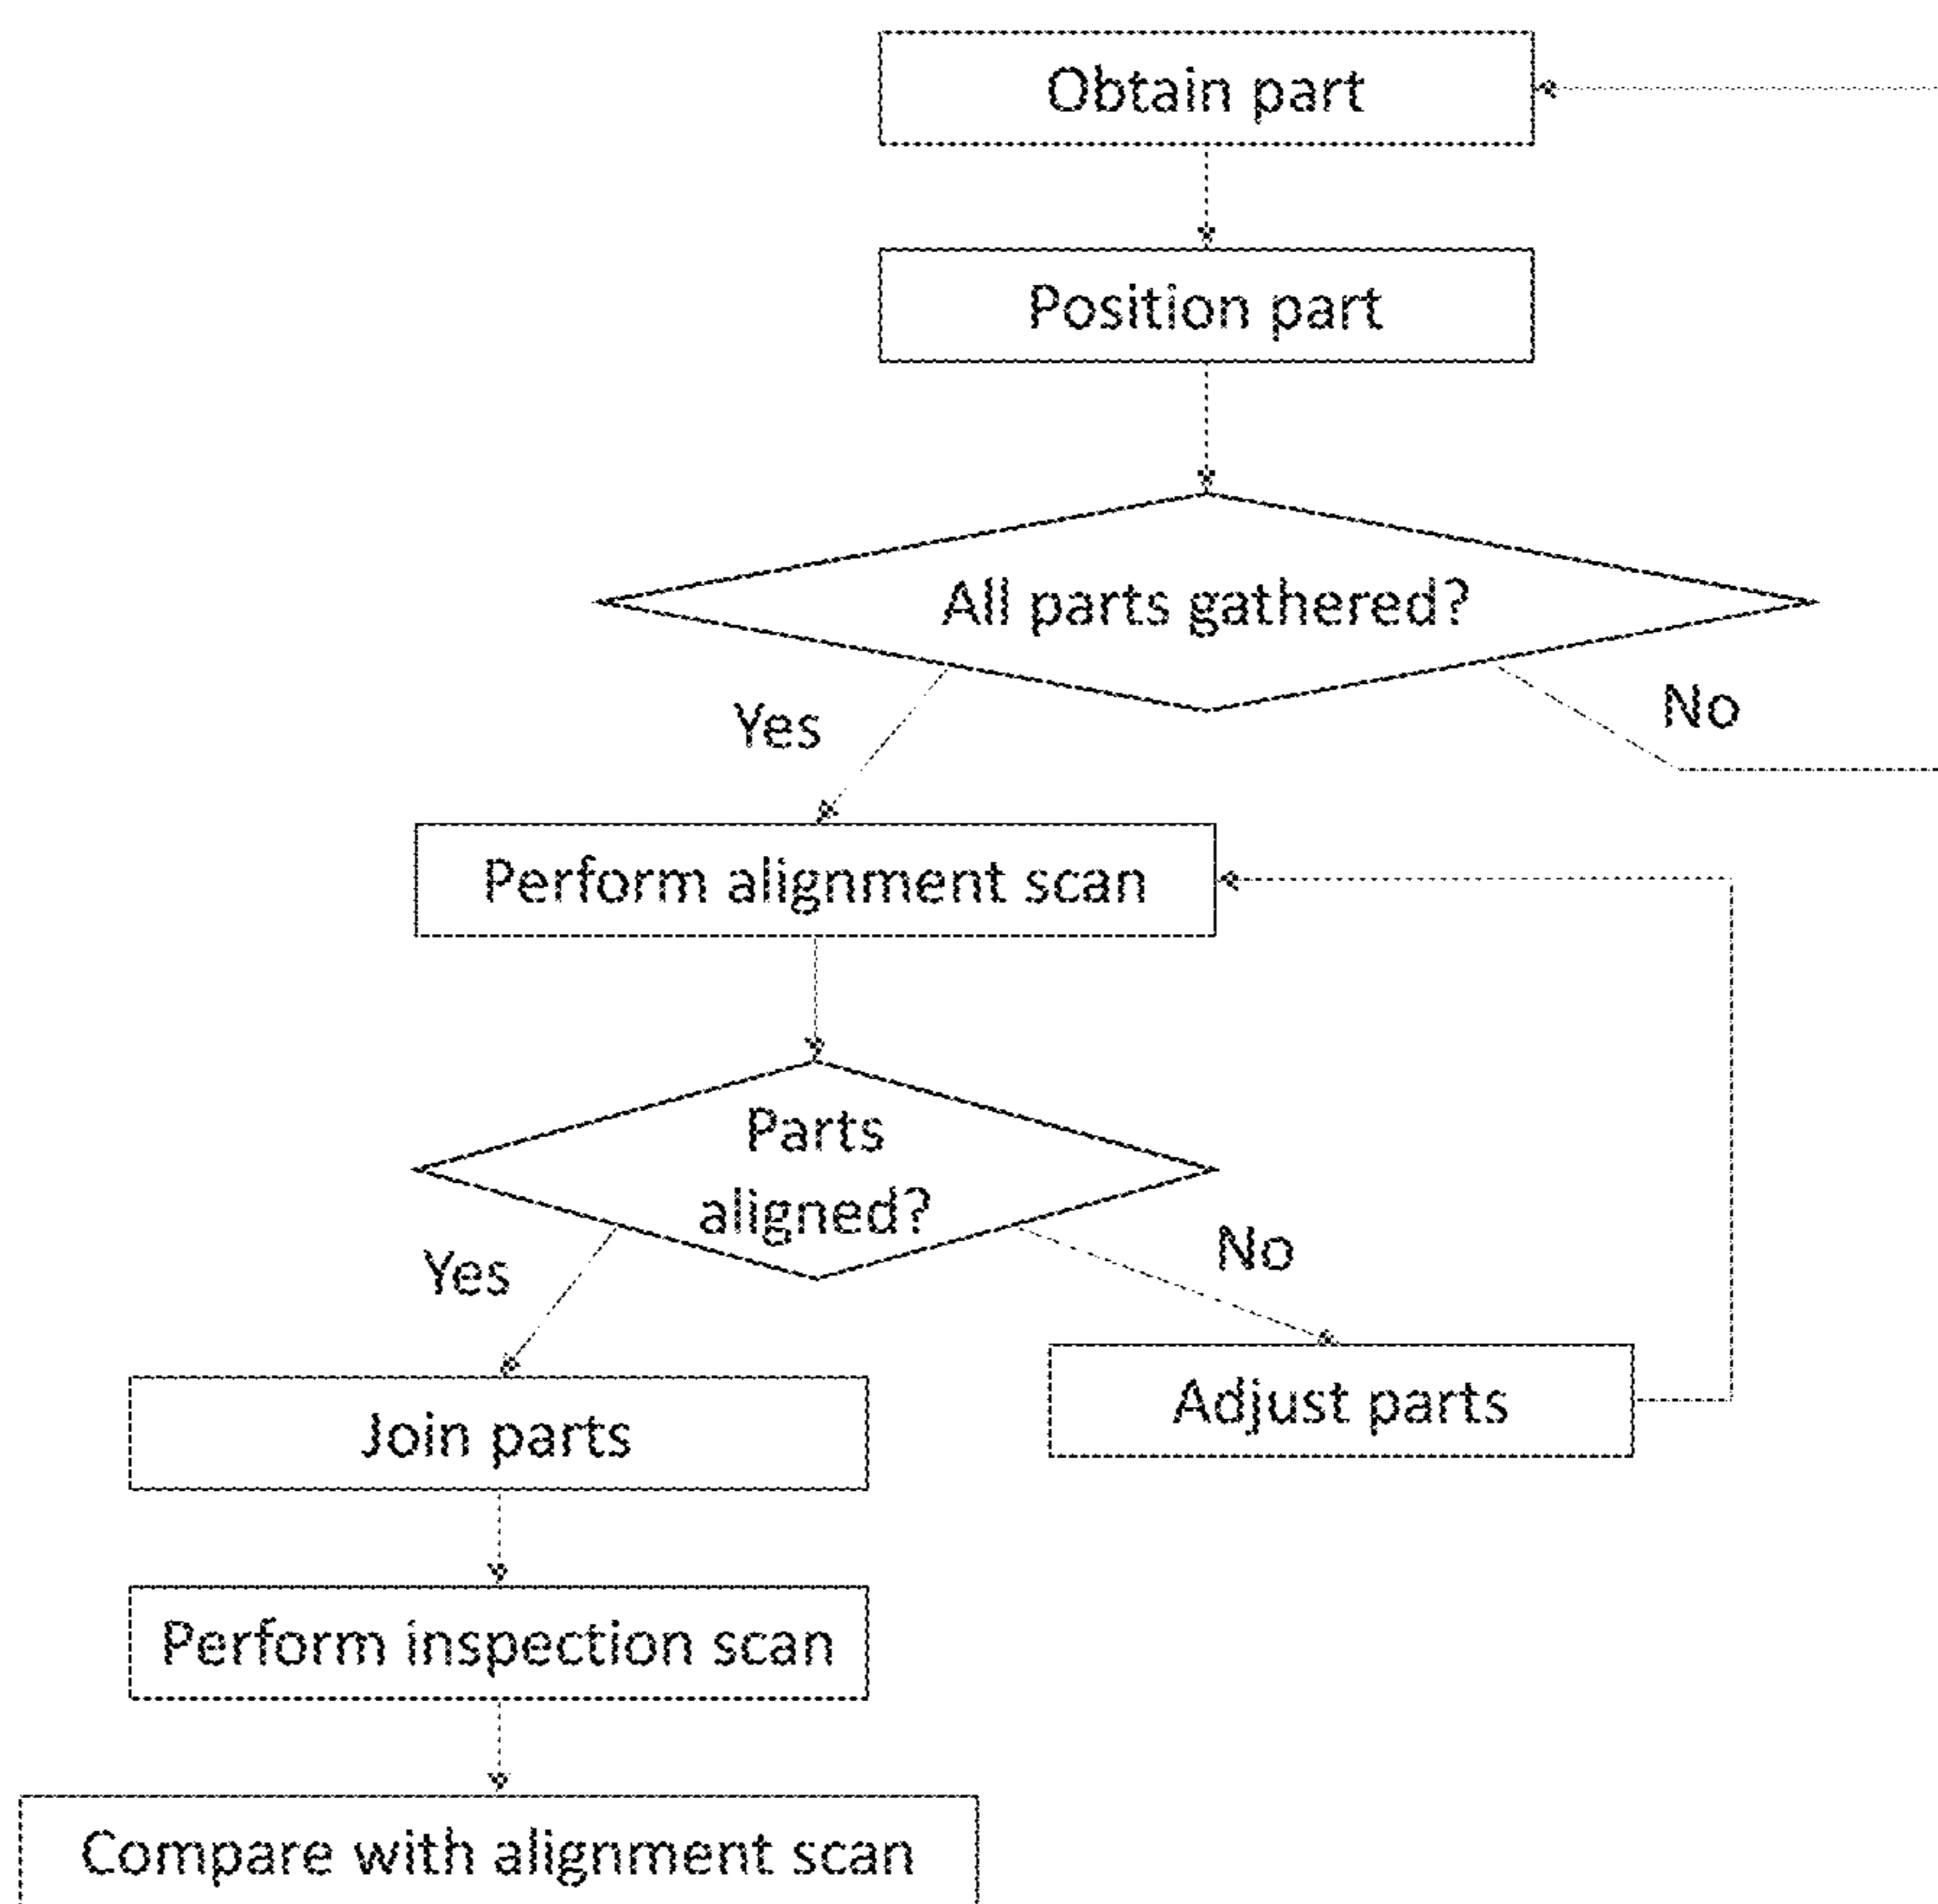 Obtain part
Position part
All parts gathered?
Yes
No
Perform alignment scan
Parts
aligned?
Yes
No
Join parts
Adjust parts
Perform inspection scan
Compare with alignment scan